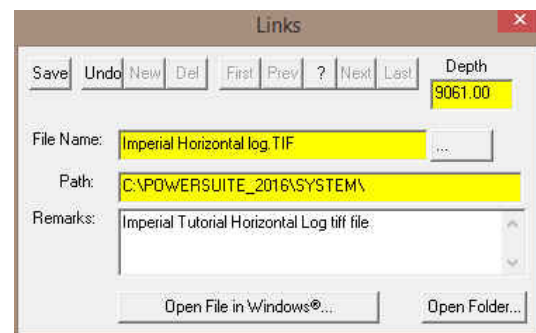 Links
Save Undo New Del First Prev ? Next Last Depth
9061.00
File Name: Imperial Horizontal log.TIF ...
Path: C:\POWERSUITE_2016\SYSTEM\
Remarks: Imperial Tutorial Horizontal Log tiff file
Open File in Windows®... Open Folder...